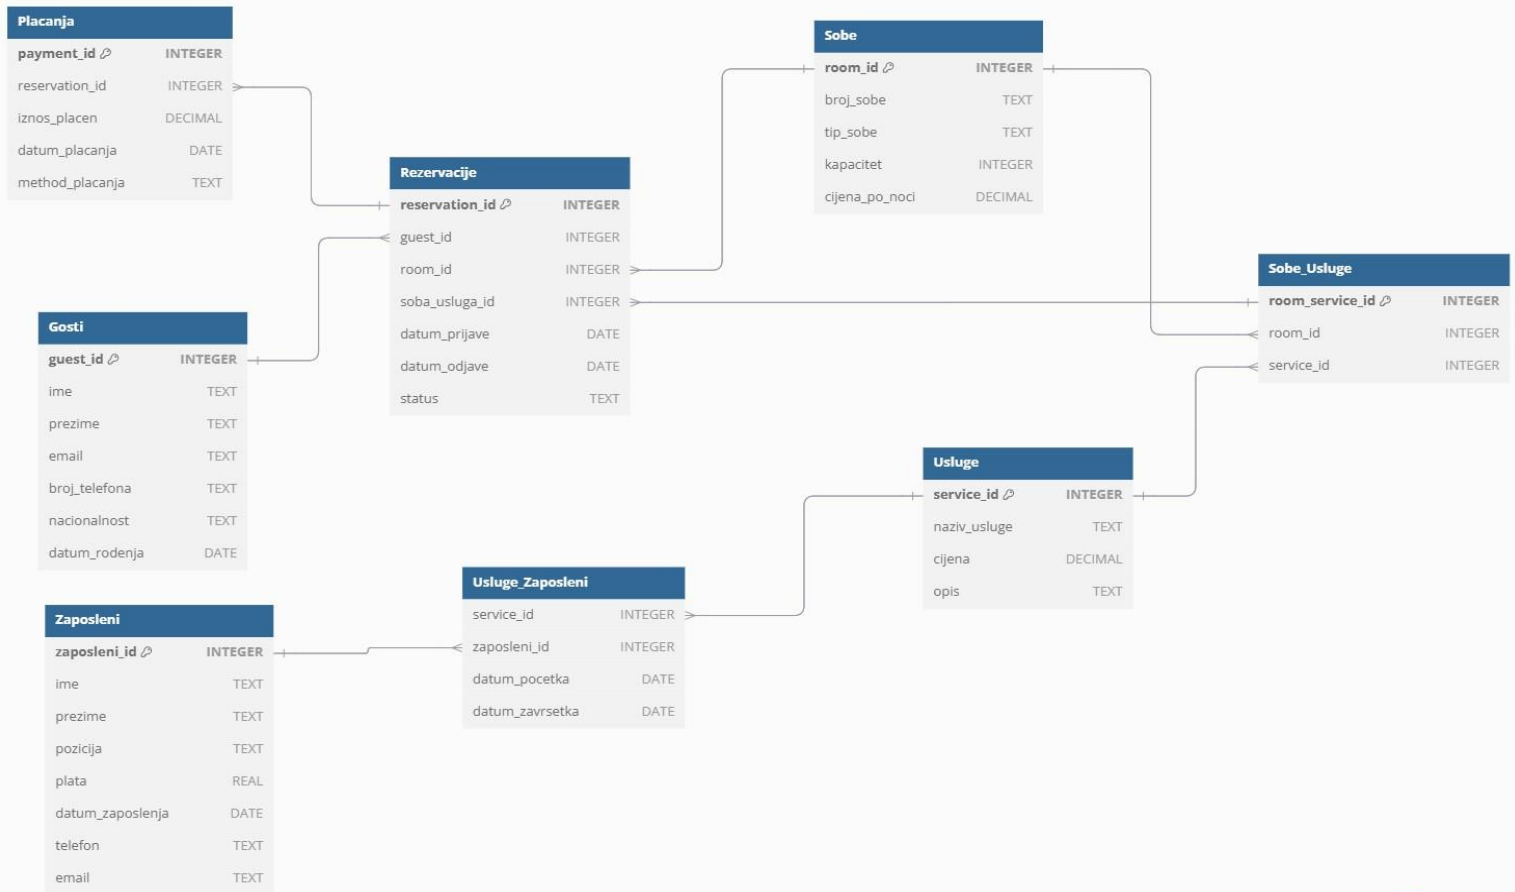 Placanja
payment_id INTEGER
reservation_id INTEGER
iznos_placen DECIMAL
datum_placanja DATE
method_placanja TEXT
Sobe
room_id INTEGER
broj_sobe TEXT
tip_sobe TEXT
kapacitet INTEGER
cijena_po_noci DECIMAL
Rezervacije
reservation_id INTEGER
guest_id INTEGER
room_id INTEGER
soba_usluga_id INTEGER
datum_prijave DATE
datum_odjave DATE
status TEXT
Sobe_Usluge
room_service_id INTEGER
room_id INTEGER
service_id INTEGER
Gosti
guest_id INTEGER
ime TEXT
prezime TEXT
email TEXT
broj_telefona TEXT
nacionalnost TEXT
datum_rodenja DATE
Usluge
service_id INTEGER
naziv_usluge TEXT
cijena DECIMAL
opis TEXT
Usluge_Zaposleni
service_id INTEGER
zaposleni_id INTEGER
datum_pocetka DATE
datum_zavrsetka DATE
Zaposleni
zaposleni_id INTEGER
ime TEXT
prezime TEXT
pozicija TEXT
plata REAL
datum_zaposlenja DATE
telefon TEXT
email TEXT